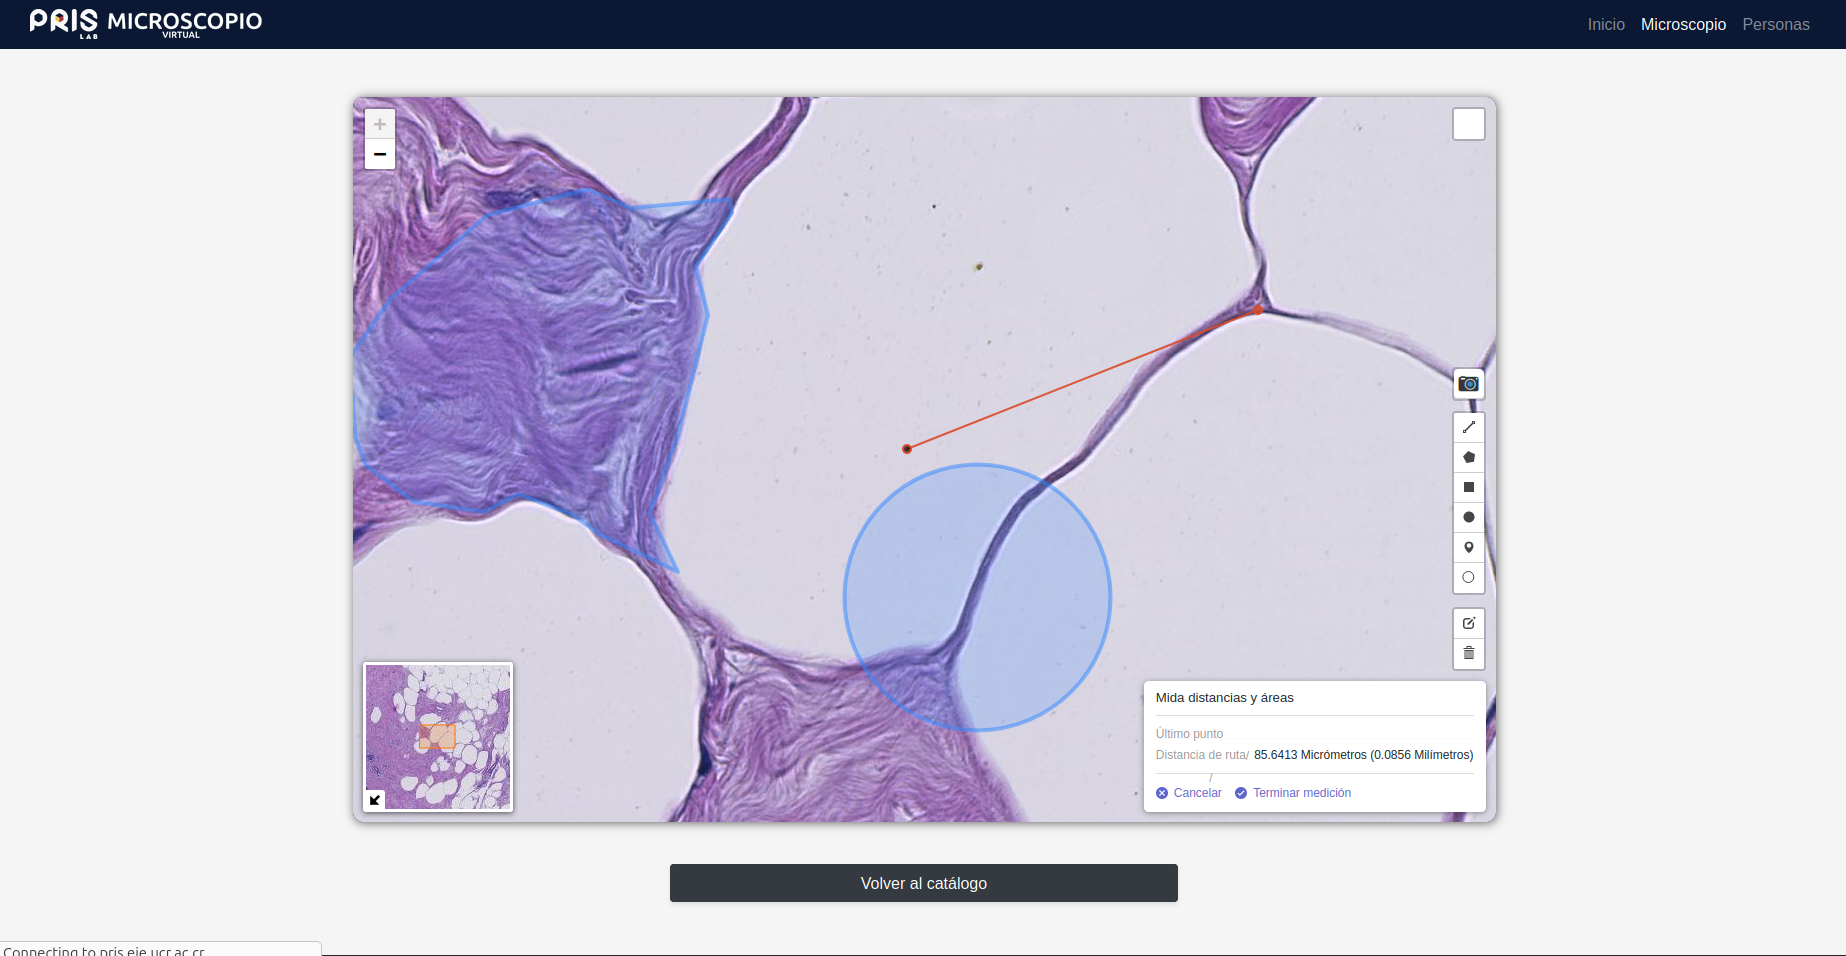 PRIS
LAB
MICROSCOPIO
VIRTUAL
Inicio Microscopio Personas
+
−
Mida distancias y áreas
Último punto
Distancia de ruta/ 85.6413 Micrómetros (0.0856 Milímetros)
/
Cancelar Terminar medición
Volver al catálogo
Connecting to pris.eie.ucr.ac.cr